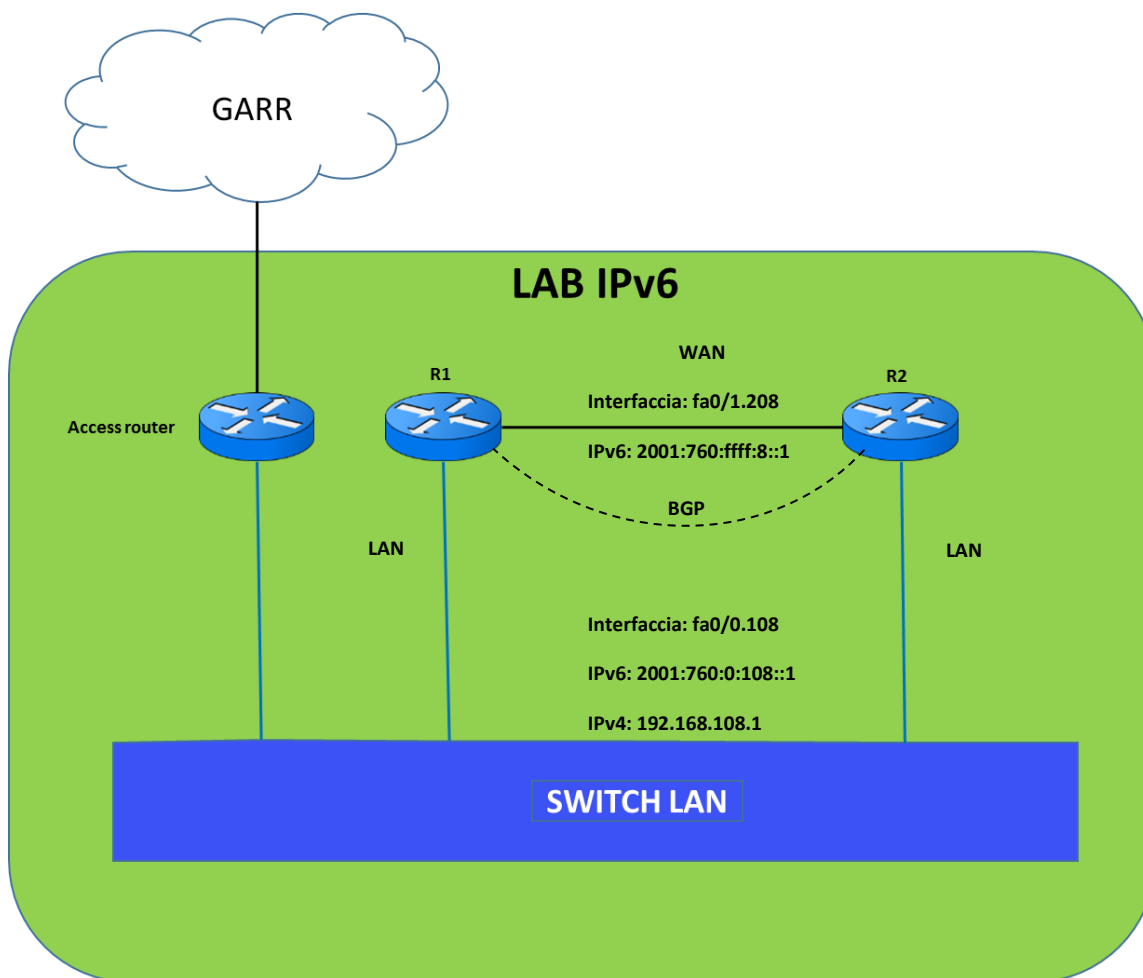 GARR
LAB IPv6
WAN
R1
R2
Interfaccia: fa0/1.208
Access router
IPv6: 2001:760:ffff:8::1
BGP
LAN
LAN
Interfaccia: fa0/0.108
IPv6: 2001:760:0:108::1
IPv4: 192.168.108.1
SWITCH LAN